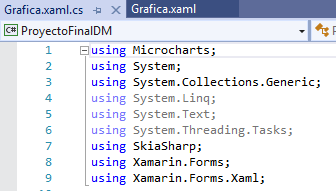 Grafica.xaml.cs Grafica.xaml
C# ProyectoFinalDM
1 using Microcharts;
2 using System;
3 using System.Collections.Generic;
4 using System.Linq;
5 using System.Text;
6 using System.Threading.Tasks;
7 using SkiaSharp;
8 using Xamarin.Forms;
9 using Xamarin.Forms.Xaml;